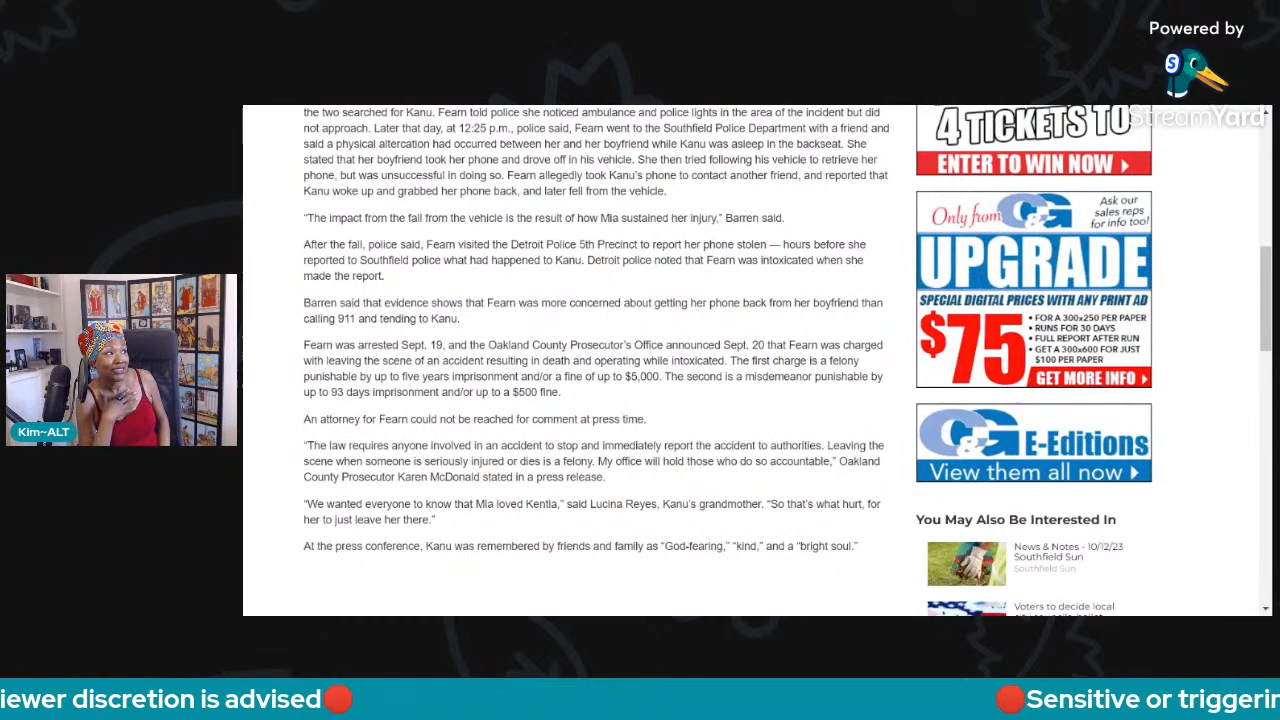 Powered by
S
StreamYard
the two searched for Kanu. Fearn told police she noticed ambulance and police lights in the area of the incident but did
not approach. Later that day, at 12:25 p.m., police said, Fearn went to the Southfield Police Department with a friend and
said a physical altercation had occurred between her and her boyfriend while Kanu was asleep in the backseat. She
stated that her boyfriend took her phone and drove off in his vehicle. She then tried following his vehicle to retrieve her
phone, but was unsuccessful in doing so. Fearn allegedly took Kanu's phone to contact another friend, and reported that
Kanu woke up and grabbed her phone back, and later fell from the vehicle.
“The impact from the fall from the vehicle is the result of how Mia sustained her injury,” Barren said.
After the fall, police said, Fearn visited the Detroit Police 5th Precinct to report her phone stolen — hours before she
reported to Southfield police what had happened to Kanu. Detroit police noted that Fearn was intoxicated when she
made the report.
Barren said that evidence shows that Fearn was more concerned about getting her phone back from her boyfriend than
calling 911 and tending to Kanu.
Fearn was arrested Sept. 19, and the Oakland County Prosecutor's Office announced Sept. 20 that Fearn was charged
with leaving the scene of an accident resulting in death and operating while intoxicated. The first charge is a felony
punishable by up to five years imprisonment and/or a fine of up to $5,000. The second is a misdemeanor punishable by
up to 93 days imprisonment and/or up to a $500 fine.
An attorney for Fearn could not be reached for comment at press time.
“The law requires anyone involved in an accident to stop and immediately report the accident to authorities. Leaving the
scene when someone is seriously injured or dies is a felony. My office will hold those who do so accountable,” Oakland
County Prosecutor Karen McDonald stated in a press release.
“We wanted everyone to know that Mia loved Kentia,” said Lucina Reyes, Kanu's grandmother. “So that's what hurt, for
her to just leave her there.”
At the press conference, Kanu was remembered by friends and family as “God-fearing,” “kind,” and a “bright soul.”
4 TICKETS TO
ENTER TO WIN NOW
Only from C&G
Ask our
sales reps
for info too!
UPGRADE
SPECIAL DIGITAL PRICES WITH ANY PRINT AD
$75
• FOR A 300x250 PER PAPER
• RUNS FOR 30 DAYS
• FULL REPORT AFTER RUN
• GET A 300x600 FOR JUST
$100 PER PAPER
GET MORE INFO
C&G E-Editions
View them all now
You May Also Be Interested In
News & Notes - 10/12/23
Southfield Sun
Southfield Sun
Voters to decide local
Kim~ALT
iewer discretion is advised🛑
🛑Sensitive or triggerin